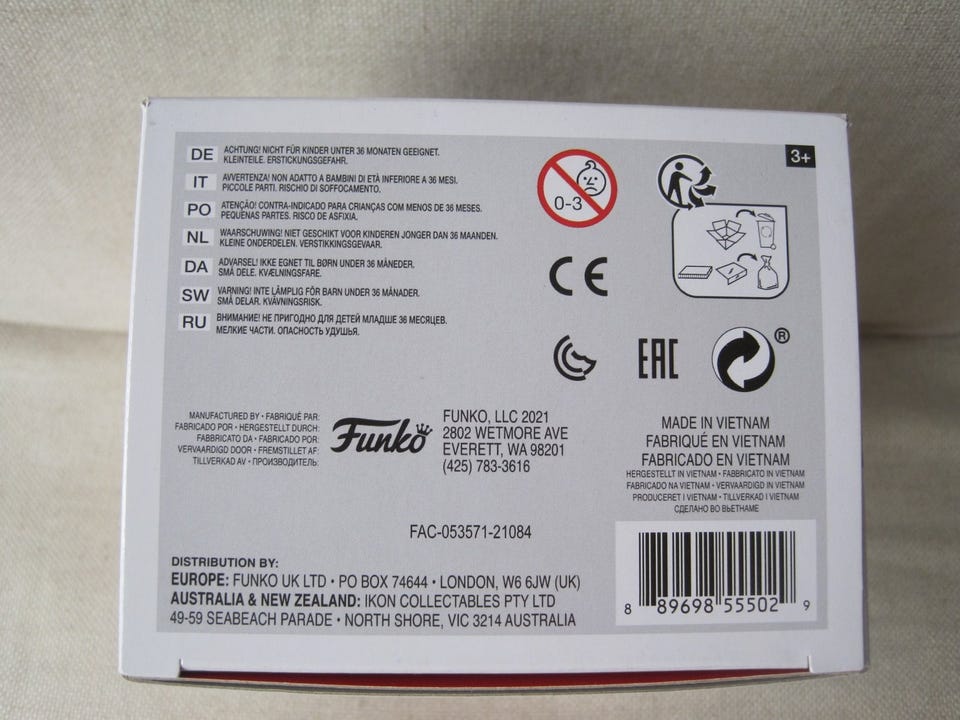 DE ACHTUNG! NICHT FÜR KINDER UNTER 36 MONATEN GEEIGNET.
KLEINTEILE. ERSTICKUNGSGEFAHR.
IT AVVERTENZA! NON ADATTO A BAMBINI DI ETÀ INFERIORE A 36 MESI.
PICCOLE PARTI. RISCHIO DI SOFFOCAMENTO.
PO ATENÇÃO! CONTRA-INDICADO PARA CRIANÇAS COM MENOS DE 36 MESES.
PEQUENAS PARTES. RISCO DE ASFIXIA.
NL WAARSCHUWING! NIET GESCHIKT VOOR KINDEREN JONGER DAN 36 MAANDEN.
KLEINE ONDERDELEN. VERSTIKKINGSGEVAAR.
DA ADVARSEL! IKKE EGNET TIL BØRN UNDER 36 MÅNEDER.
SMÅ DELE. KVÆLNINGSFARE.
SW VARNING! INTE LÄMPLIG FÖR BARN UNDER 36 MÅNADER.
SMÅ DELAR. KVÄVNINGSRISK.
RU ВНИМАНИЕ! НЕ ПРИГОДНО ДЛЯ ДЕТЕЙ МЛАДШЕ 36 МЕСЯЦЕВ.
МЕЛКИЕ ЧАСТИ. ОПАСНОСТЬ УДУШЬЯ.
0-3
3+
CE
EAC
®
MANUFACTURED BY • FABRIQUÉ PAR:
FABRICADO POR • HERGESTELLT DURCH:
FABBRICATO DA • FABRICADO POR:
VERVAARDIGD DOOR • FREMSTILLET AF:
TILLVERKAD AV • ПРОИЗВОДИТЕЛЬ:
Funko
FUNKO, LLC 2021
2802 WETMORE AVE
EVERETT, WA 98201
(425) 783-3616
MADE IN VIETNAM
FABRIQUÉ EN VIETNAM
FABRICADO EN VIETNAM
HERGESTELLT IN VIETNAM • FABBRICATO IN VIETNAM
FABRICADO NA VIETNAM • VERVAARDIGD IN VIETNAM
PRODUCERET I VIETNAM • TILLVERKAD I VIETNAM
СДЕЛАНО ВО ВЬЕТНАМЕ
FAC-053571-21084
DISTRIBUTION BY:
EUROPE: FUNKO UK LTD • PO BOX 74644 • LONDON, W6 6JW (UK)
AUSTRALIA & NEW ZEALAND: IKON COLLECTABLES PTY LTD
49-59 SEABEACH PARADE • NORTH SHORE, VIC 3214 AUSTRALIA
8 89698 55502 9